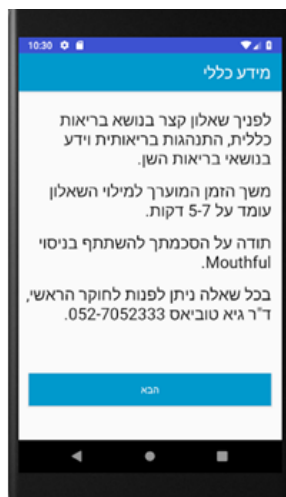 10:30
מידע כללי
לפניך שאלון קצר בנושא בריאות
כללית, התנהגות בריאותית וידע
בנושאי בריאות השן.
משך הזמן המוערך למילוי השאלון
עומד על 5-7 דקות.
תודה על הסכמתך להשתתף בניסוי
Mouthful.
בכל שאלה ניתן לפנות לחוקר הראשי,
ד"ר גיא טוביאס 052-7052333.
הבא